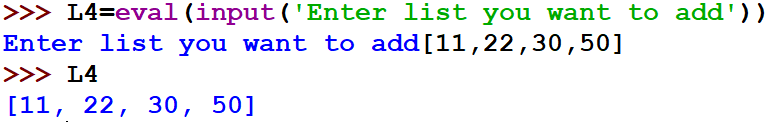 >>> L4=eval(input('Enter list you want to add'))
Enter list you want to add[11,22,30,50]
>>> L4
[11, 22, 30, 50]